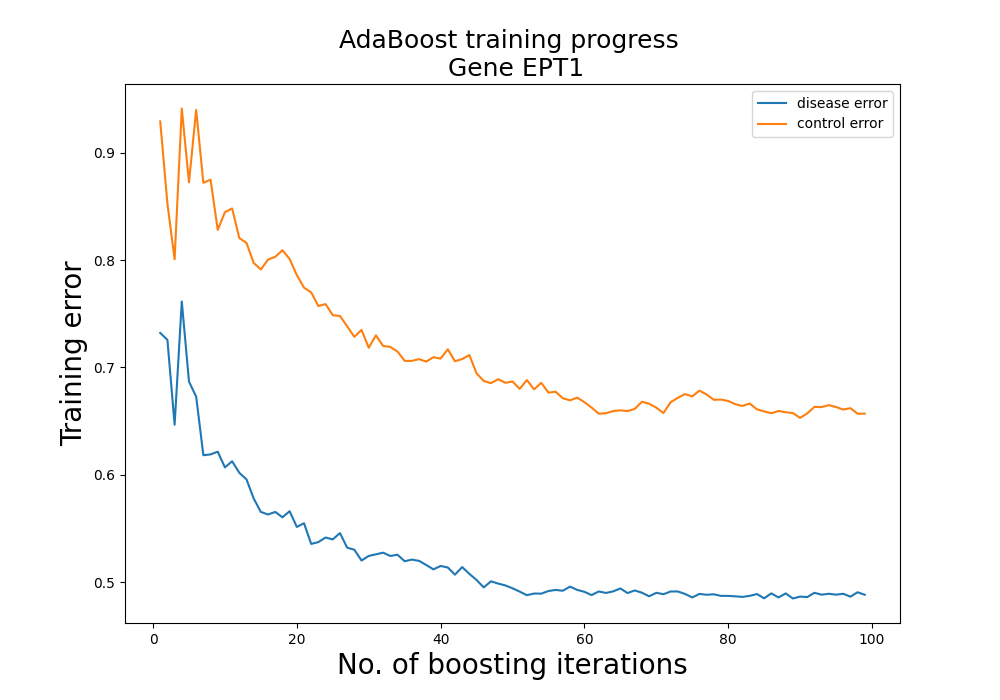 AdaBoost training progress
Gene EPT1
disease error
control error
Training error
0.9
0.8
0.7
0.6
0.5
0
20
40
60
80
100
No. of boosting iterations